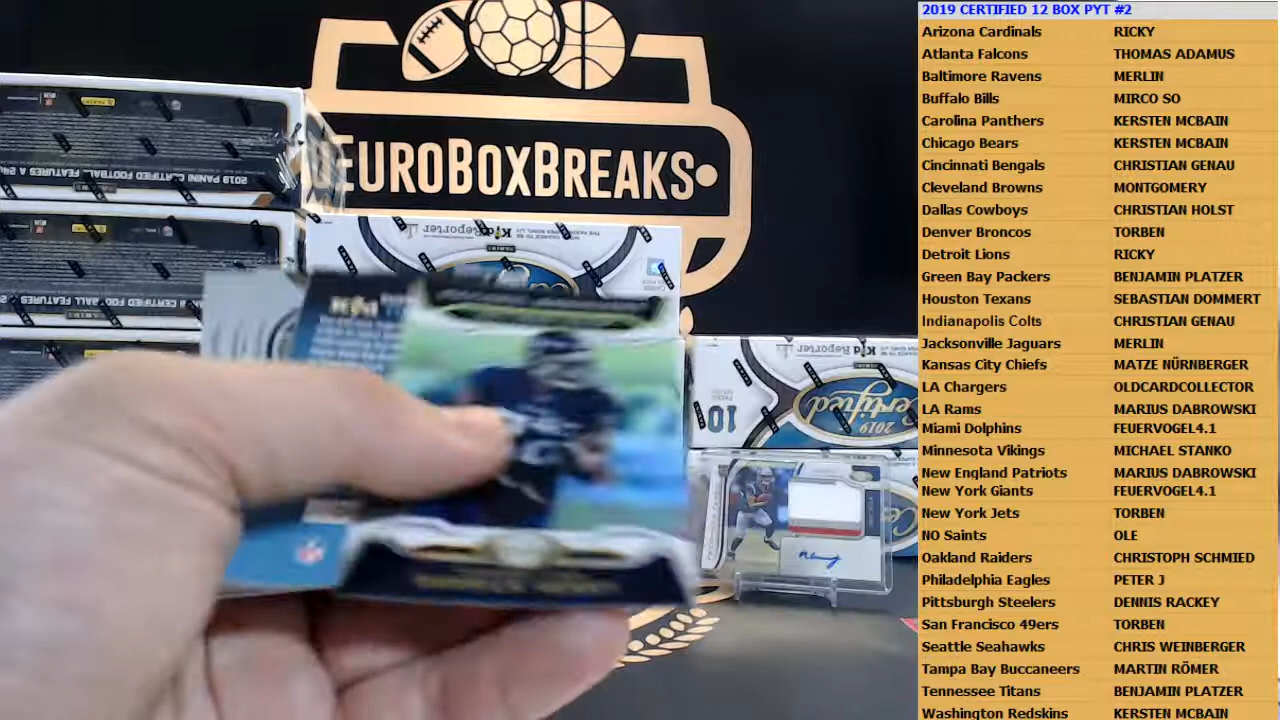 2019 CERTIFIED 12 BOX PYT #2
Arizona Cardinals RICKY
Atlanta Falcons THOMAS ADAMUS
Baltimore Ravens MERLIN
Buffalo Bills MIRCO SO
Carolina Panthers KERSTEN MCBAIN
Chicago Bears KERSTEN MCBAIN
Cincinnati Bengals CHRISTIAN GENAU
Cleveland Browns MONTGOMERY
Dallas Cowboys CHRISTIAN HOLST
Denver Broncos TORBEN
Detroit Lions RICKY
Green Bay Packers BENJAMIN PLATZER
Houston Texans SEBASTIAN DOMMERT
Indianapolis Colts CHRISTIAN GENAU
Jacksonville Jaguars MERLIN
Kansas City Chiefs MATZE NÜRNBERGER
LA Chargers OLDCARDCOLLECTOR
LA Rams MARIUS DABROWSKI
Miami Dolphins FEUERVOGEL4.1
Minnesota Vikings MICHAEL STANKO
New England Patriots MARIUS DABROWSKI
New York Giants FEUERVOGEL4.1
New York Jets TORBEN
NO Saints OLE
Oakland Raiders CHRISTOPH SCHMIED
Philadelphia Eagles PETER J
Pittsburgh Steelers DENNIS RACKEY
San Francisco 49ers TORBEN
Seattle Seahawks CHRIS WEINBERGER
Tampa Bay Buccaneers MARTIN RÖMER
Tennessee Titans BENJAMIN PLATZER
Washington Redskins KERSTEN MCBAIN
EUROBOXBREAKS
2019 PANINI CERTIFIED FOOTBALL FEATURES A
Kid Reporter
Kid Reporter
10
2019
Certified